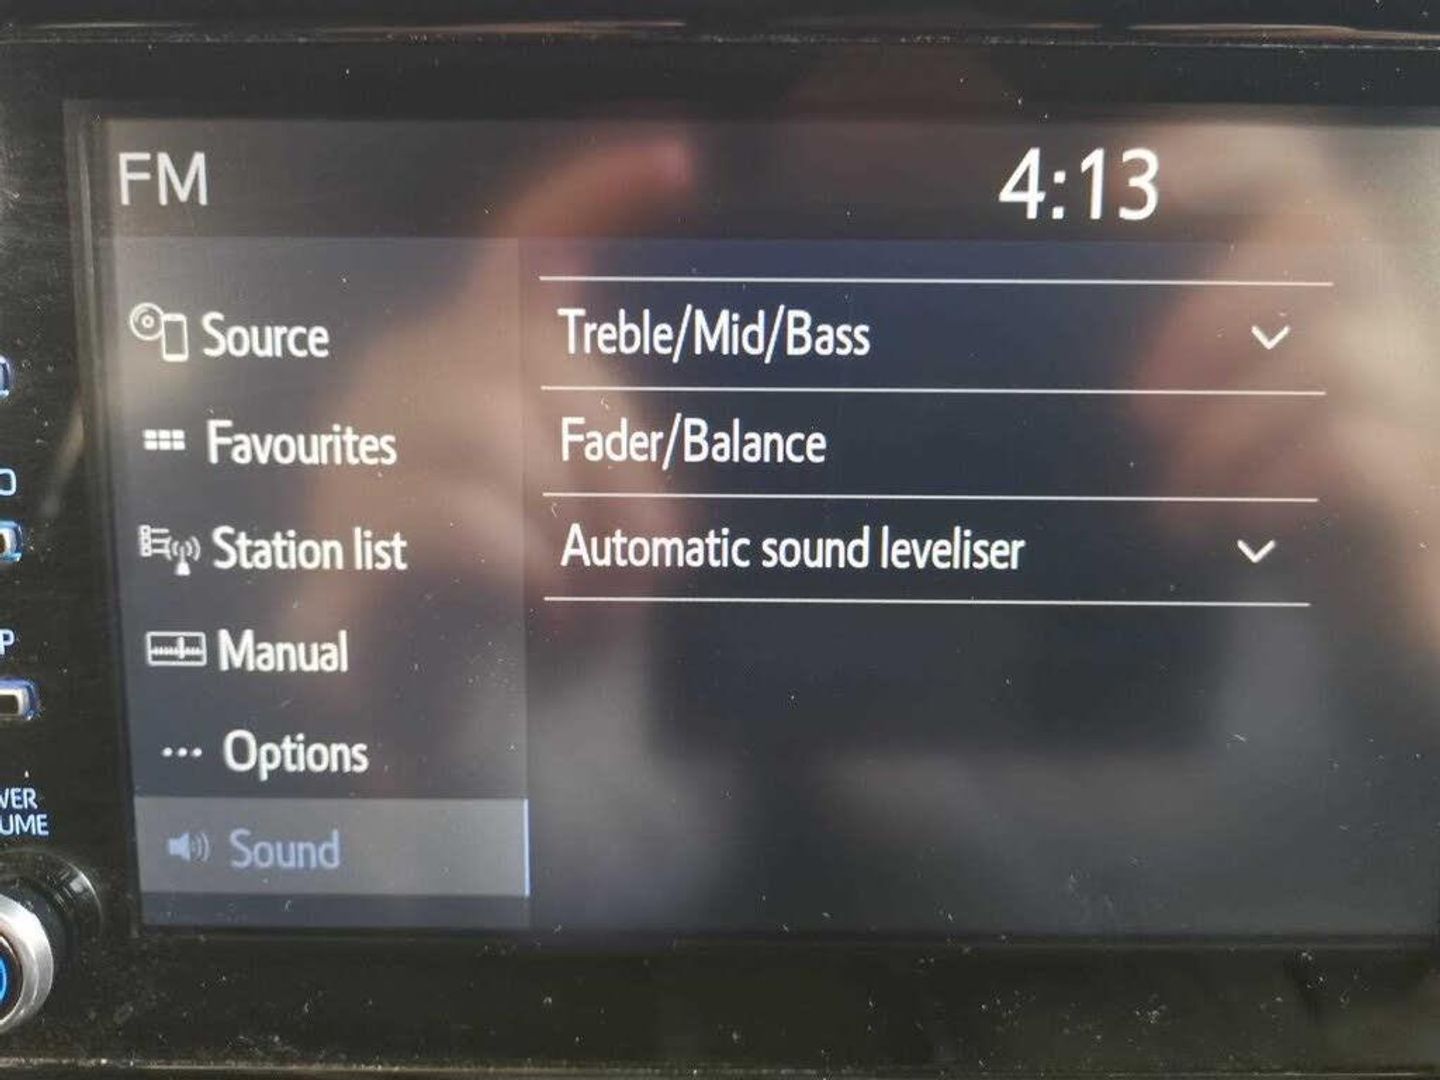 FM
4:13
Source
Favourites
Station list
Manual
Options
Sound
Treble/Mid/Bass
Fader/Balance
Automatic sound leveliser